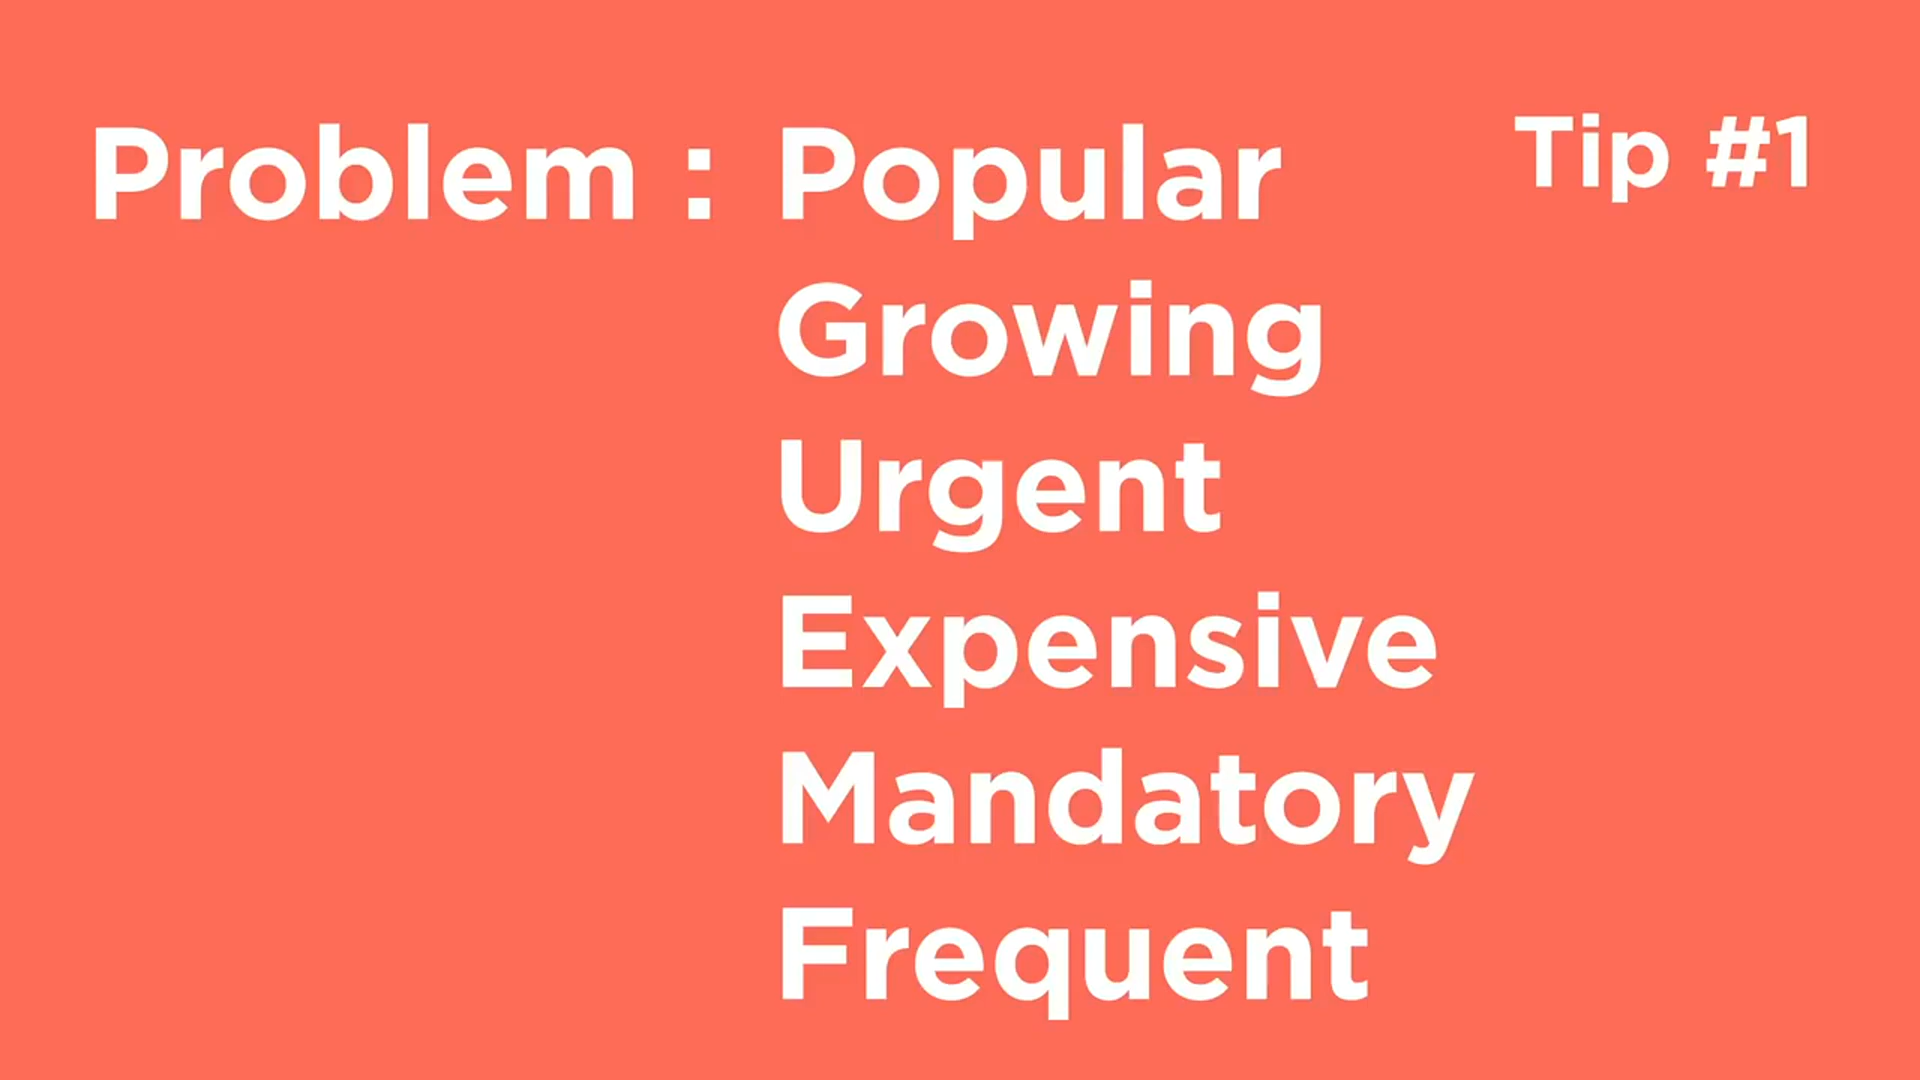 Problem : Popular
Tip #1
Growing
Urgent
Expensive
Mandatory
Frequent